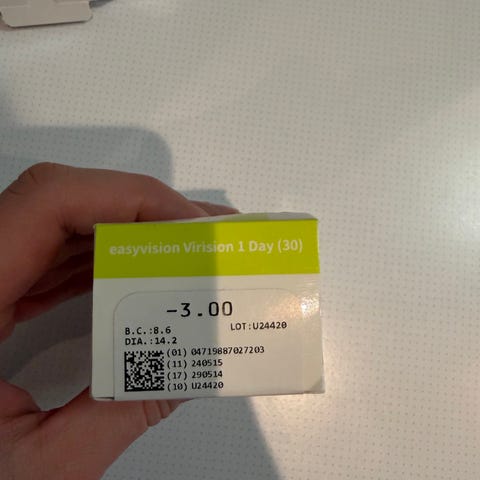 easyvision Virision 1 Day (30)
-3.00
B.C.:8.6 LOT:U24420
DIA.:14.2
(01) 04719887027203
(11) 240515
(17) 290514
(10) U24420